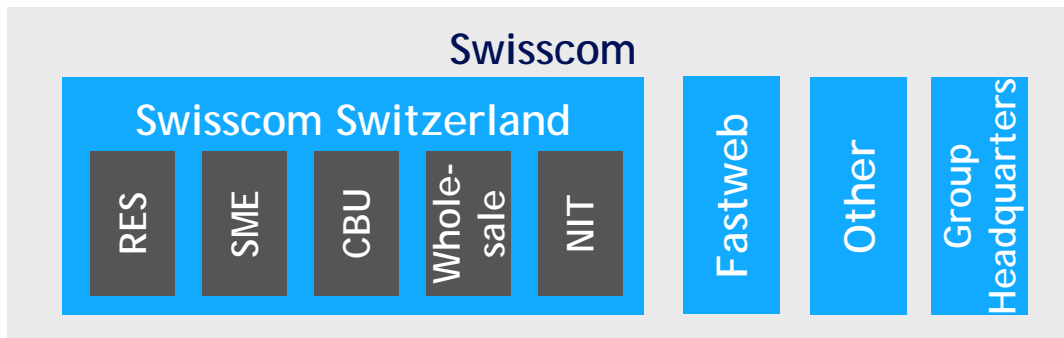 Swisscom
Swisscom Switzerland
RES
SME
CBU
Whole-
sale
NIT
Fastweb
Other
Group
Headquarters